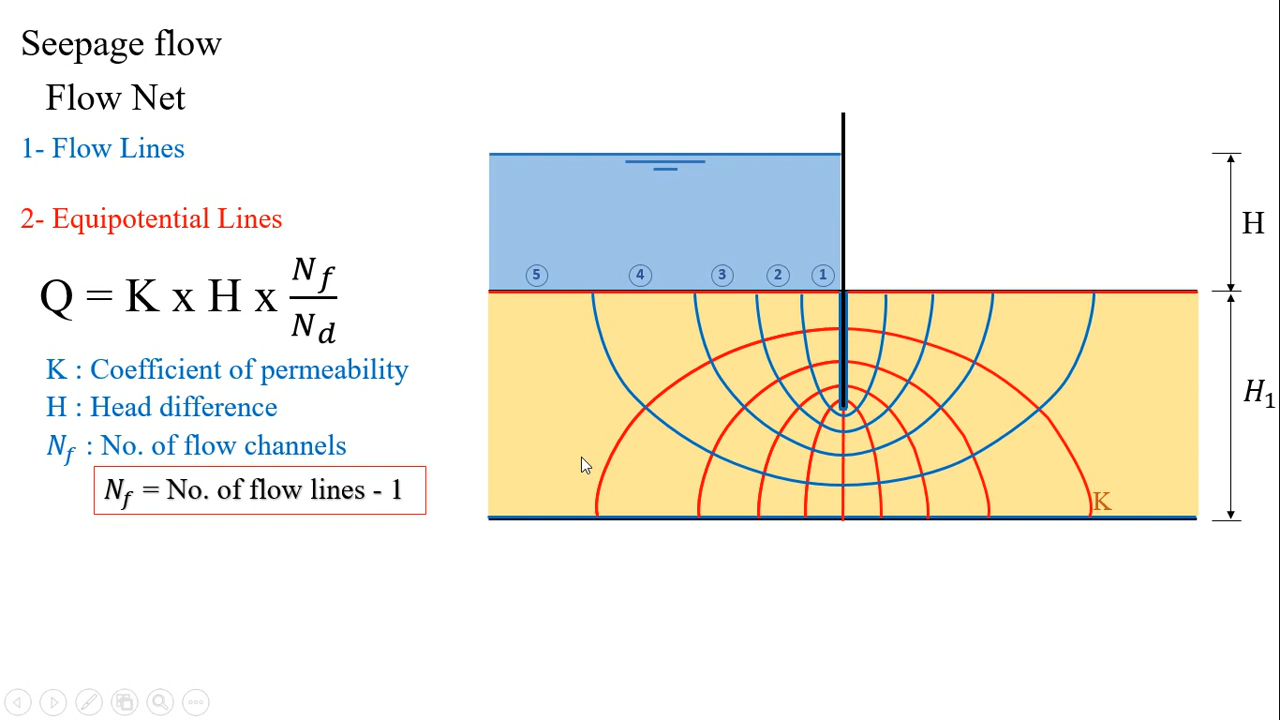 Seepage flow
Flow Net
1- Flow Lines
2- Equipotential Lines
Q = K x H x N_f/N_d
K : Coefficient of permeability
H : Head difference
N_f : No. of flow channels
N_f = No. of flow lines - 1
5 4 3 2 1
H
H_1
K